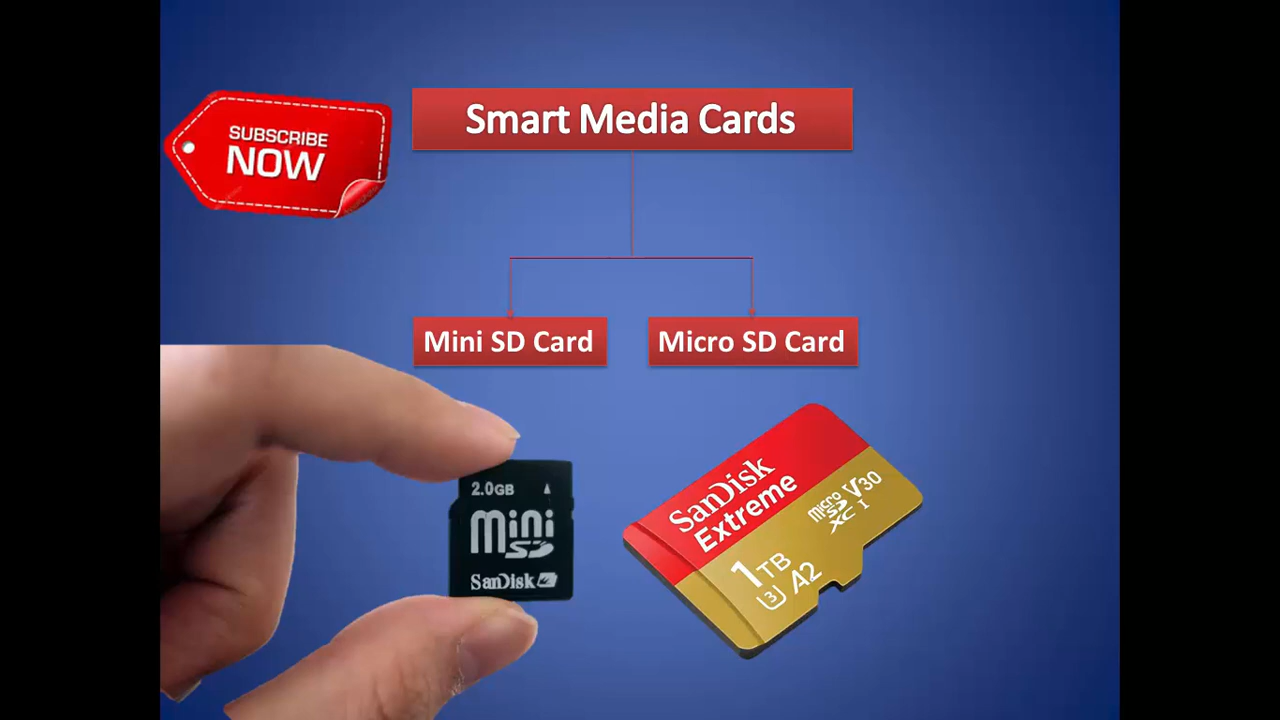 Smart Media Cards
SUBSCRIBE
NOW
Mini SD Card
Micro SD Card
2.0GB
mini
SD
SanDisk
SanDisk
Extreme
micro
SD
XC I
V30
1TB
U3 A2